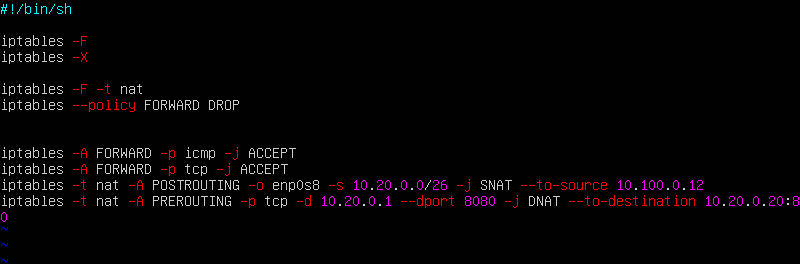 #!/bin/sh
iptables -F
iptables -X
iptables -F -t nat
iptables --policy FORWARD DROP
iptables -A FORWARD -p icmp -j ACCEPT
iptables -A FORWARD -p tcp -j ACCEPT
iptables -t nat -A POSTROUTING -o enp0s8 -s 10.20.0.0/26 -j SNAT --to-source 10.100.0.12
iptables -t nat -A PREROUTING -p tcp -d 10.20.0.1 --dport 8080 -j DNAT --to-destination 10.20.0.20:8
0
~
~
~